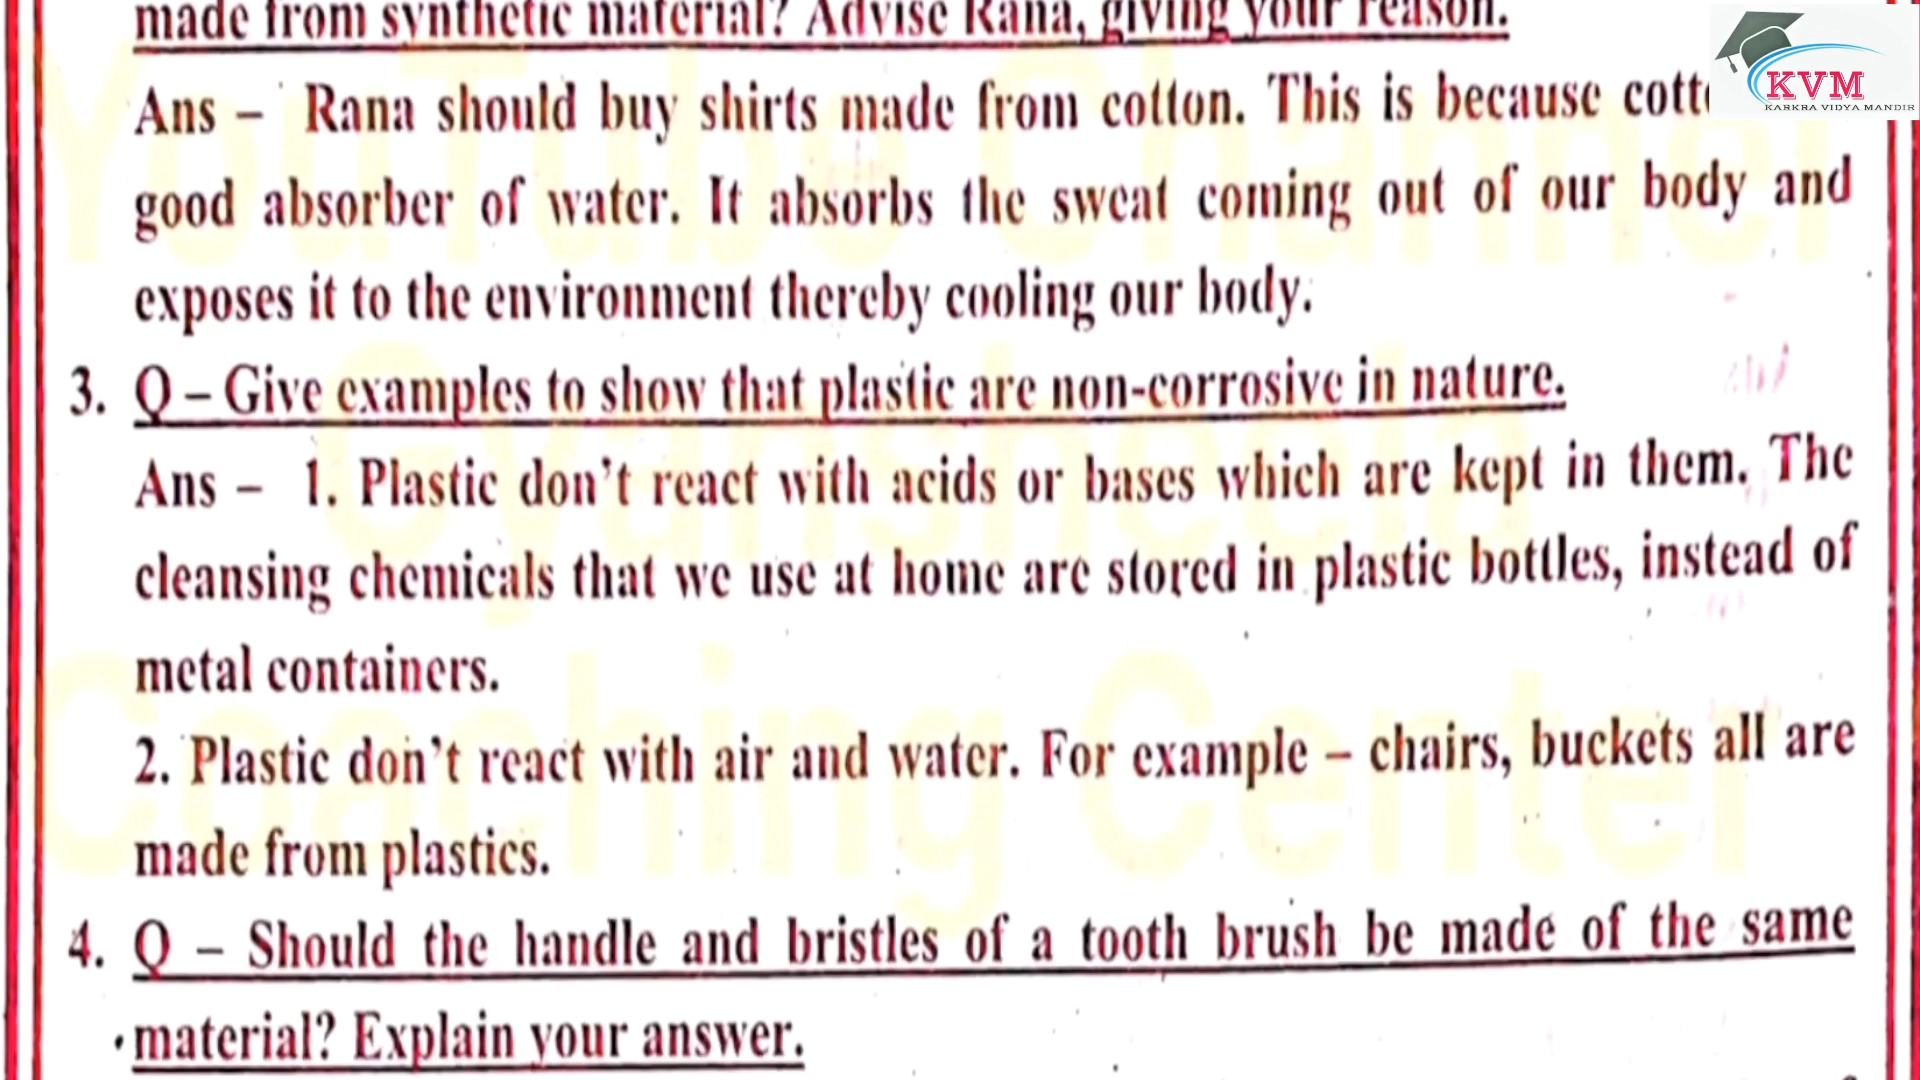 made from synthetic material? Advise Rana, giving your reason.
Ans – Rana should buy shirts made from cotton. This is because
good absorber of water. It absorbs the sweat coming out of our body and
exposes it to the environment thereby cooling our body.
3. Q – Give examples to show that plastic are non-corrosive in nature.
Ans – 1. Plastic don't react with acids or bases which are kept in them. The
cleansing chemicals that we use at home are stored in plastic bottles, instead of
metal containers.
2. Plastic don't react with air and water. For example – chairs, buckets all are
made from plastics.
4. Q – Should the handle and bristles of a tooth brush be made of the same
material? Explain your answer.
KVM
KARKRA VIDYA MANDIR
YouTube Channel
Gyansheela
Coaching Center